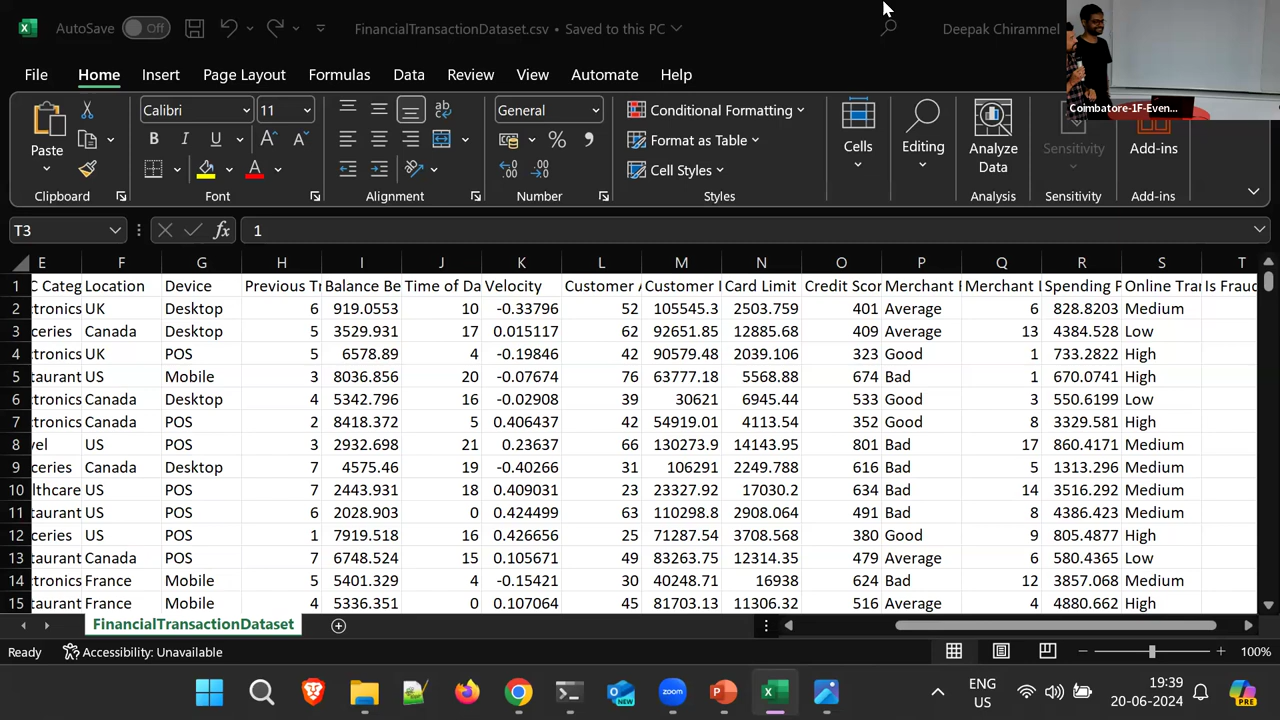 AutoSave Off FinancialTransactionDataset.csv • Saved to this PC Deepak Chirammel
File Home Insert Page Layout Formulas Data Review View Automate Help
Coimbatore-1F-Even...
Paste Calibri 11 General Conditional Formatting Cells Editing Analyze Data Sensitivity Add-ins
Format as Table
Cell Styles
Clipboard Font Alignment Number Styles Analysis Sensitivity Add-ins
T3 fx 1
E F G H I J K L M N O P Q R S T
1 C Categ Location Device Previous Tr Balance Be Time of Da Velocity Customer A Customer I Card Limit Credit Scor Merchant R Merchant I Spending P Online Tran Is Fraud
2 ctronics UK Desktop 6 919.0553 10 -0.33796 52 105545.3 2503.759 401 Average 6 828.8203 Medium
3 ceries Canada Desktop 5 3529.931 17 0.015117 62 92651.85 12885.68 409 Average 13 4384.528 Low
4 ctronics UK POS 5 6578.89 4 -0.19846 42 90579.48 2039.106 323 Good 1 733.2822 High
5 taurant US Mobile 3 8036.856 20 -0.07674 76 63777.18 5568.88 674 Bad 1 670.0741 High
6 ctronics Canada Desktop 4 5342.796 16 -0.02908 39 30621 6945.44 533 Good 3 550.6199 Low
7 ctronics Canada POS 2 8418.372 5 0.406437 42 54919.01 4113.54 352 Good 8 3329.581 High
8 vel US POS 3 2932.698 21 0.23637 66 130273.9 14143.95 801 Bad 17 860.4171 Medium
9 ceries Canada Desktop 7 4575.46 19 -0.40266 31 106291 2249.788 616 Bad 5 1313.296 Medium
10 lthcare US POS 7 2443.931 18 0.409031 23 23327.92 17030.2 634 Bad 14 3516.292 Medium
11 taurant US POS 6 2028.903 0 0.424499 63 110298.8 2908.064 491 Bad 8 4386.423 Medium
12 ceries US POS 1 7919.518 16 0.426656 25 71287.54 3708.568 380 Good 9 805.4877 High
13 taurant Canada POS 7 6748.524 15 0.105671 49 83263.75 12314.35 479 Average 6 580.4365 Low
14 ctronics France Mobile 5 5401.329 4 -0.15421 30 40248.71 16938 624 Bad 12 3857.068 Medium
15 taurant France Mobile 4 5336.351 0 0.107064 45 81703.13 11306.32 516 Average 4 4880.662 High
FinancialTransactionDataset
Ready Accessibility: Unavailable 100%
NEW zoom ENG US 19:39 20-06-2024 PRE